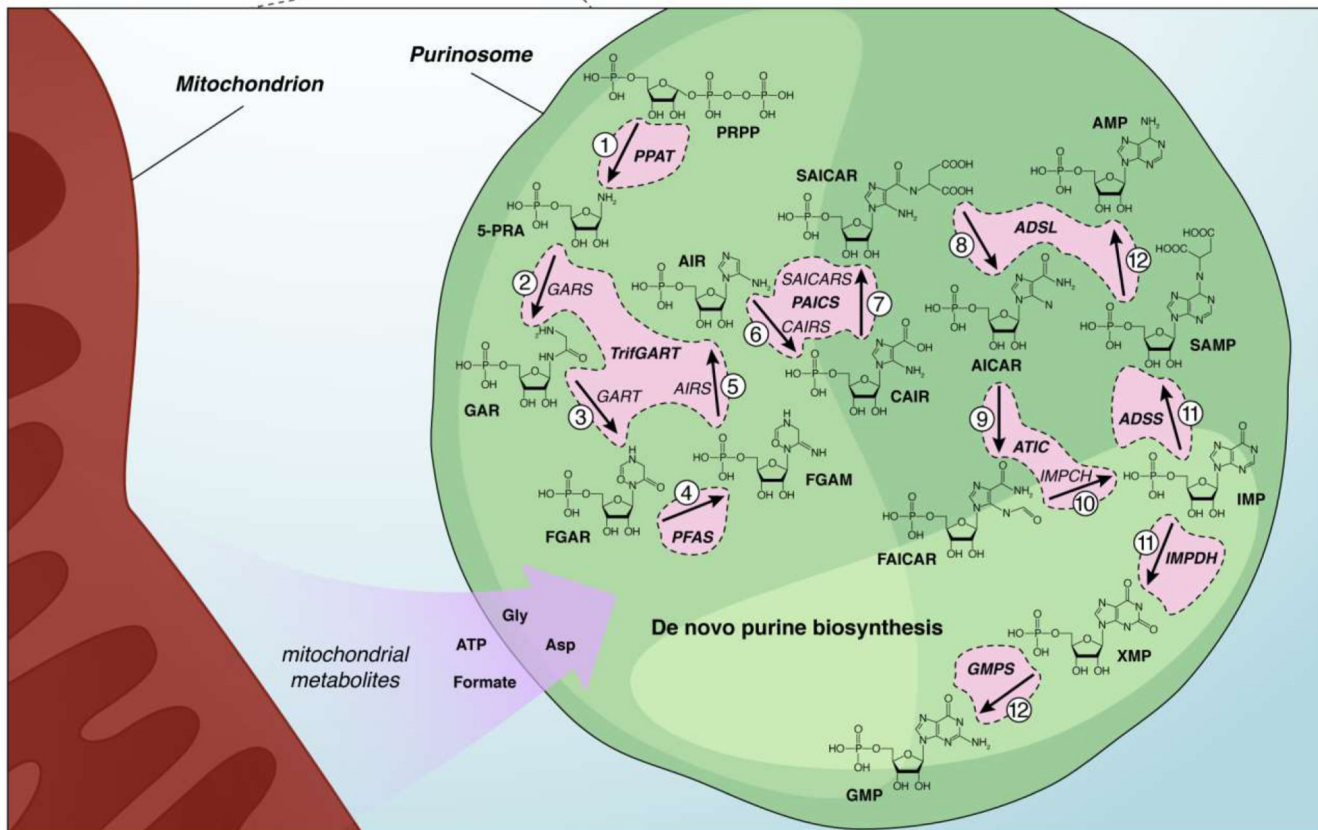 Mitochondrion
Purinosome
PRPP
1
PPAT
5-PRA
2
GARS
GAR
TrifGART
3
GART
AIRS
5
FGAR
4
PFAS
FGAM
AIR
6
SAICARS
PAICS
CAIRS
7
CAIR
SAICAR
8
ADSL
12
AMP
AICAR
SAMP
9
ATIC
IMPCH
10
FAICAR
ADSS
11
IMP
11
IMPDH
XMP
GMPS
12
GMP
De novo purine biosynthesis
mitochondrial
metabolites
Gly
ATP
Asp
Formate